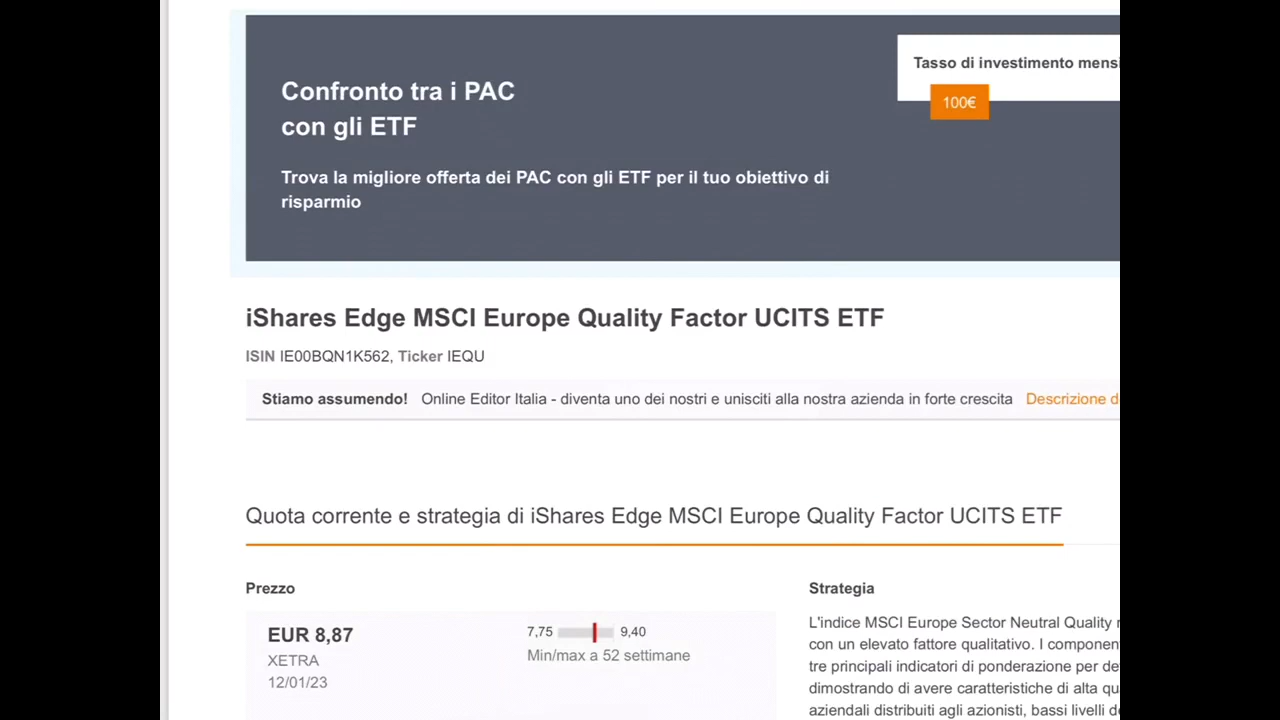 Confronto tra i PAC
con gli ETF
Trova la migliore offerta dei PAC con gli ETF per il tuo obiettivo di
risparmio
Tasso di investimento mensi
100€
iShares Edge MSCI Europe Quality Factor UCITS ETF
ISIN IE00BQN1K562, Ticker IEQU
Stiamo assumendo! Online Editor Italia - diventa uno dei nostri e unisciti alla nostra azienda in forte crescita Descrizione d
Quota corrente e strategia di iShares Edge MSCI Europe Quality Factor UCITS ETF
Prezzo
EUR 8,87
XETRA
12/01/23
7,75 9,40
Min/max a 52 settimane
Strategia
L'indice MSCI Europe Sector Neutral Quality
con un elevato fattore qualitativo. I componen
tre principali indicatori di ponderazione per de
dimostrando di avere caratteristiche di alta qu
aziendali distribuiti agli azionisti, bassi livelli d